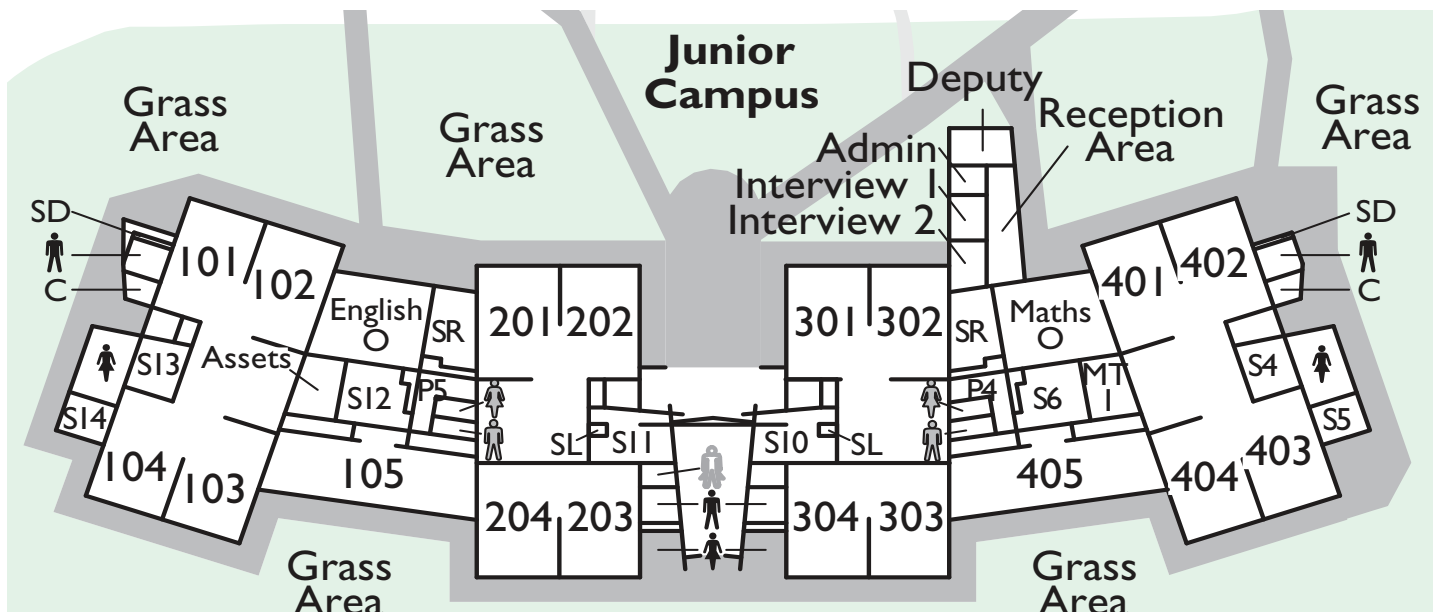 Junior
Campus
Grass
Area
Grass
Area
Deputy
Reception
Area
Grass
Area
Admin
Interview 1
Interview 2
SD
C
101
102
English
O
SR
201
202
301
302
SR
Maths
O
401
402
SD
C
S13
Assets
S14
S12
P5
P4
S6
MT
1
S4
S5
SL
S11
S10
SL
104
103
105
204
203
304
303
405
404
403
Grass
Area
Grass
Area